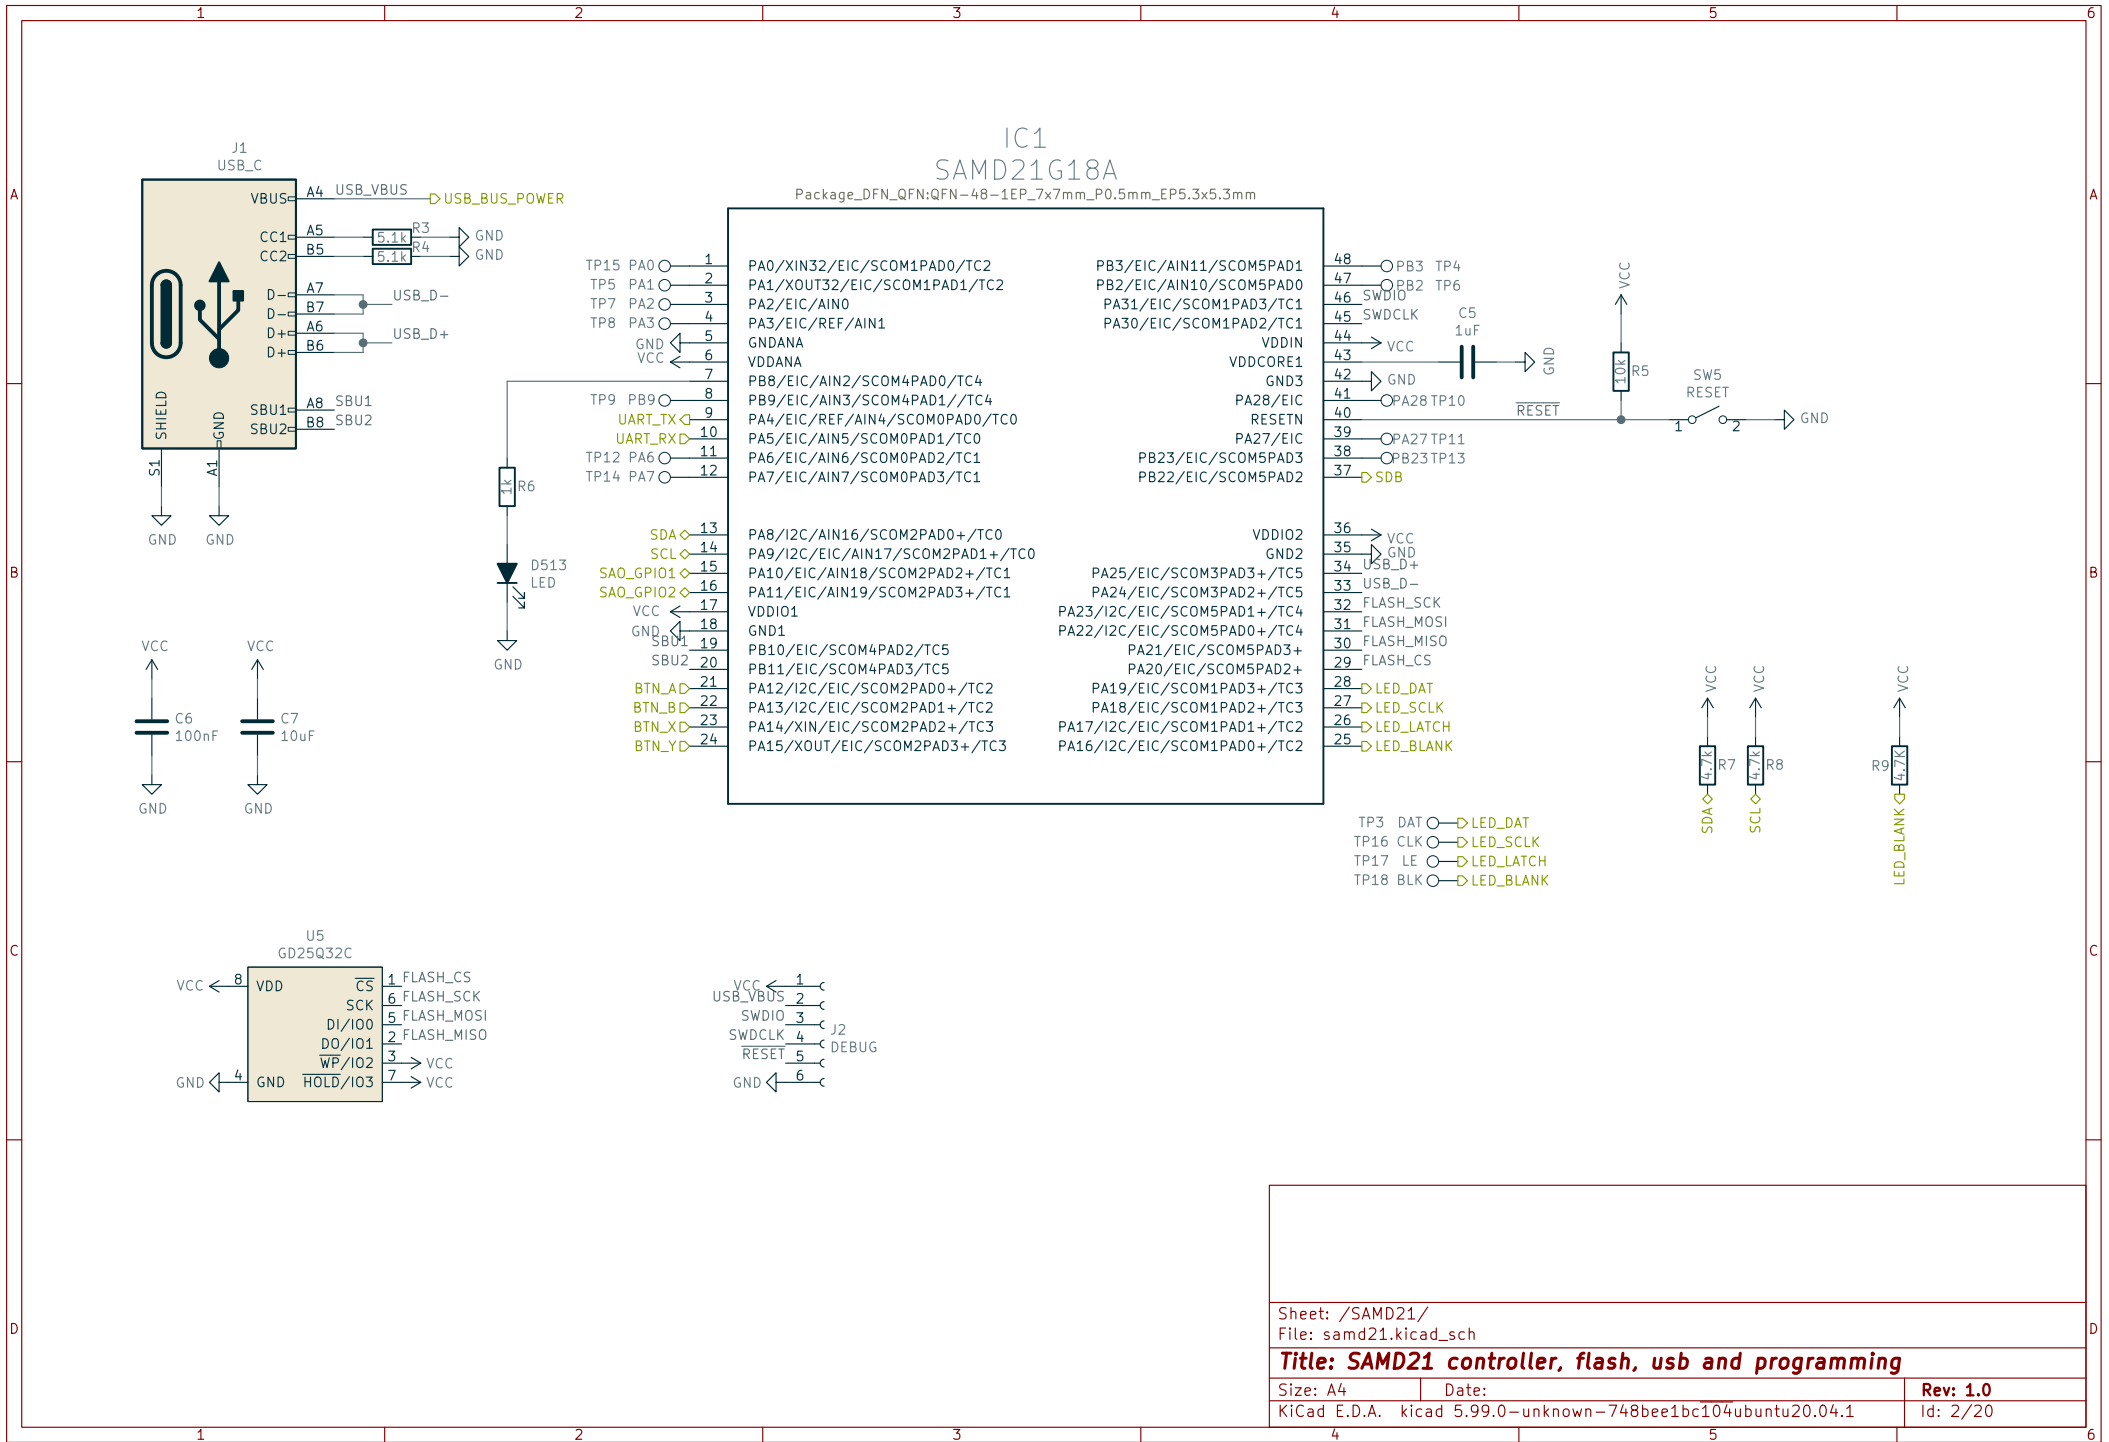 1 2 3 4 5 6
A
B
C
D
A
B
C
D
1 2 3 4 5 6
J1
USB_C
VBUS A4 USB_VBUS USB_BUS_POWER
CC1 A5 5.1k R3 GND
CC2 B5 5.1k R4 GND
D- A7
D- B7 USB_D-
D+ A6
D+ B6 USB_D+
SBU1 A8 SBU1
SBU2 B8 SBU2
SHIELD GND
S1 A1
GND GND
1k R6
D513
LED
GND
VCC VCC
C6
100nF
C7
10uF
GND GND
IC1
SAMD21G18A
Package_DFN_QFN:QFN-48-1EP_7x7mm_P0.5mm_EP5.3x5.3mm
TP15 PA0 1 PA0/XIN32/EIC/SCOM1PAD0/TC2
TP5 PA1 2 PA1/XOUT32/EIC/SCOM1PAD1/TC2
TP7 PA2 3 PA2/EIC/AIN0
TP8 PA3 4 PA3/EIC/REF/AIN1
GND 5 GNDANA
VCC 6 VDDANA
7 PB8/EIC/AIN2/SCOM4PAD0/TC4
TP9 PB9 8 PB9/EIC/AIN3/SCOM4PAD1//TC4
UART_TX 9 PA4/EIC/REF/AIN4/SCOM0PAD0/TC0
UART_RX 10 PA5/EIC/AIN5/SCOM0PAD1/TC0
TP12 PA6 11 PA6/EIC/AIN6/SCOM0PAD2/TC1
TP14 PA7 12 PA7/EIC/AIN7/SCOM0PAD3/TC1
SDA 13 PA8/I2C/AIN16/SCOM2PAD0+/TC0
SCL 14 PA9/I2C/EIC/AIN17/SCOM2PAD1+/TC0
SAO_GPIO1 15 PA10/EIC/AIN18/SCOM2PAD2+/TC1
SAO_GPIO2 16 PA11/EIC/AIN19/SCOM2PAD3+/TC1
VCC 17 VDDIO1
GND 18 GND1
SBU1 19 PB10/EIC/SCOM4PAD2/TC5
SBU2 20 PB11/EIC/SCOM4PAD3/TC5
BTN_A 21 PA12/I2C/EIC/SCOM2PAD0+/TC2
BTN_B 22 PA13/I2C/EIC/SCOM2PAD1+/TC2
BTN_X 23 PA14/XIN/EIC/SCOM2PAD2+/TC3
BTN_Y 24 PA15/XOUT/EIC/SCOM2PAD3+/TC3
PB3/EIC/AIN11/SCOM5PAD1 48 PB3 TP4
PB2/EIC/AIN10/SCOM5PAD0 47 PB2 TP6
PA31/EIC/SCOM1PAD3/TC1 46 SWDIO
PA30/EIC/SCOM1PAD2/TC1 45 SWDCLK
VDDIN 44 VCC
VDDCORE1 43
GND3 42 GND
PA28/EIC 41 PA28 TP10
RESETN 40 RESET
PA27/EIC 39 PA27 TP11
PB23/EIC/SCOM5PAD3 38 PB23 TP13
PB22/EIC/SCOM5PAD2 37 SDB
VDDIO2 36 VCC
GND2 35 GND
PA25/EIC/SCOM3PAD3+/TC5 34 USB_D+
PA24/EIC/SCOM3PAD2+/TC5 33 USB_D-
PA23/I2C/EIC/SCOM5PAD1+/TC4 32 FLASH_SCK
PA22/I2C/EIC/SCOM5PAD0+/TC4 31 FLASH_MOSI
PA21/EIC/SCOM5PAD3+ 30 FLASH_MISO
PA20/EIC/SCOM5PAD2+ 29 FLASH_CS
PA19/EIC/SCOM1PAD3+/TC3 28 LED_DAT
PA18/EIC/SCOM1PAD2+/TC3 27 LED_SCLK
PA17/I2C/EIC/SCOM1PAD1+/TC2 26 LED_LATCH
PA16/I2C/EIC/SCOM1PAD0+/TC2 25 LED_BLANK
C5
1uF
GND
VCC
10k R5
SW5
RESET
1 2 GND
VCC VCC VCC
4.7k R7 4.7k R8 R9 4.7K
SDA SCL LED_BLANK
TP3 DAT LED_DAT
TP16 CLK LED_SCLK
TP17 LE LED_LATCH
TP18 BLK LED_BLANK
U5
GD25Q32C
VCC 8 VDD CS 1 FLASH_CS
SCK 6 FLASH_SCK
DI/IO0 5 FLASH_MOSI
DO/IO1 2 FLASH_MISO
WP/IO2 3 VCC
GND 4 GND HOLD/IO3 7 VCC
VCC 1
USB_VBUS 2
SWDIO 3
SWDCLK 4
RESET 5
GND 6
J2
DEBUG
Sheet: /SAMD21/
File: samd21.kicad_sch
Title: SAMD21 controller, flash, usb and programming
Size: A4 Date: Rev: 1.0
KiCad E.D.A. kicad 5.99.0-unknown-748bee1bc104ubuntu20.04.1 Id: 2/20